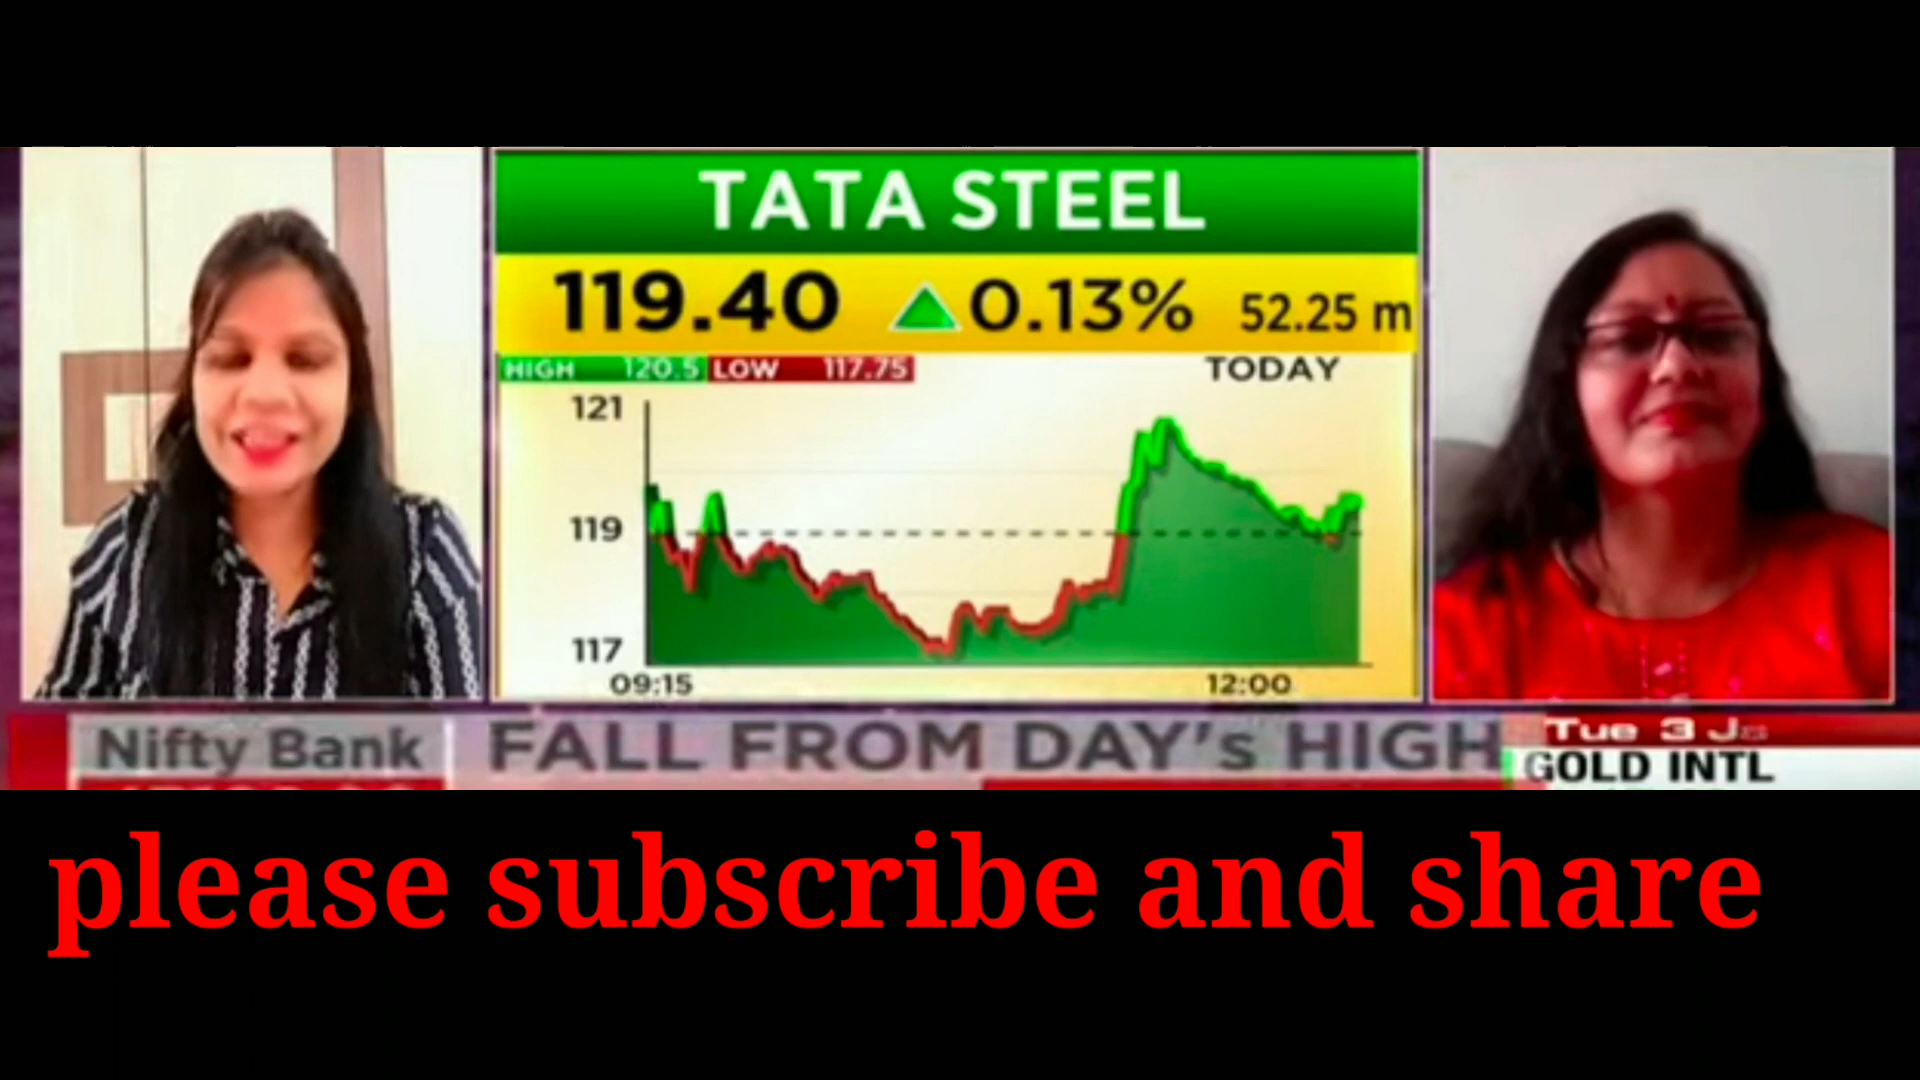 TATA STEEL
119.40 ▲ 0.13% 52.25 m
HIGH 120.5 LOW 117.75 TODAY
121
119
117
09:15 12:00
Nifty Bank FALL FROM DAY's HIGH
Tue 3
GOLD INTL
please subscribe and share